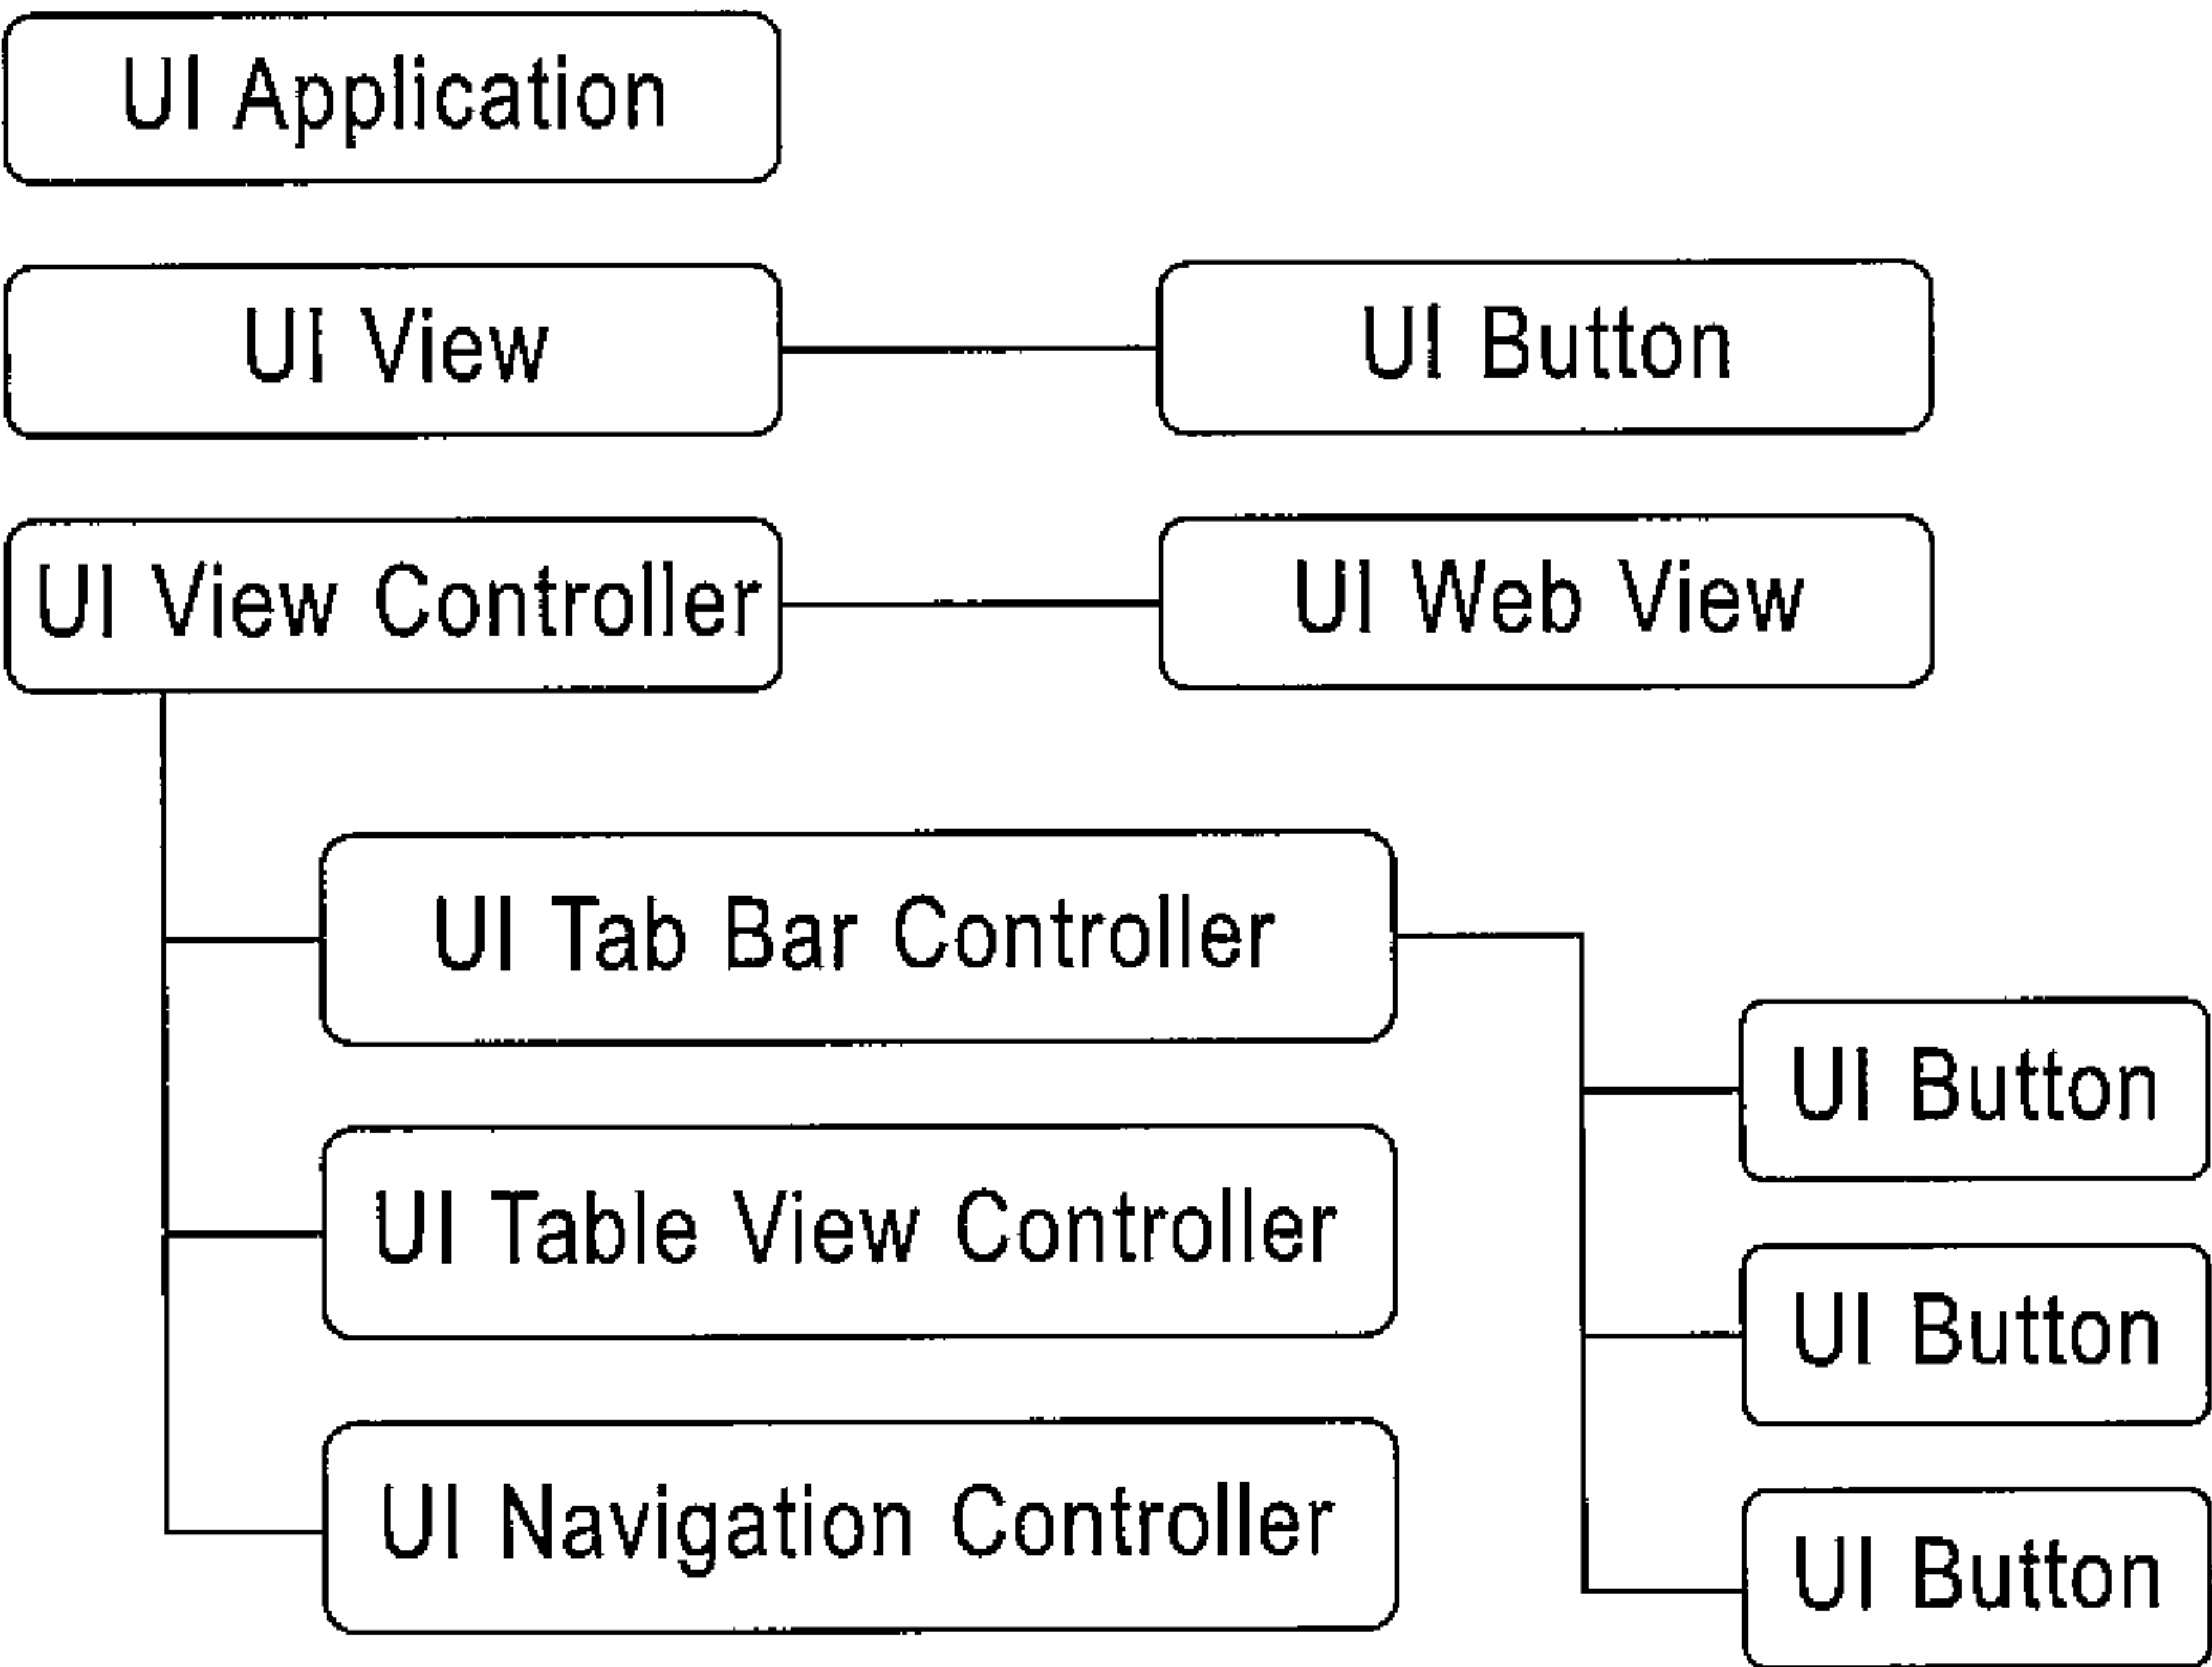 UI Application
UI View
UI Button
UI View Controller
UI Web View
UI Tab Bar Controller
UI Button
UI Table View Controller
UI Button
UI Navigation Controller
UI Button